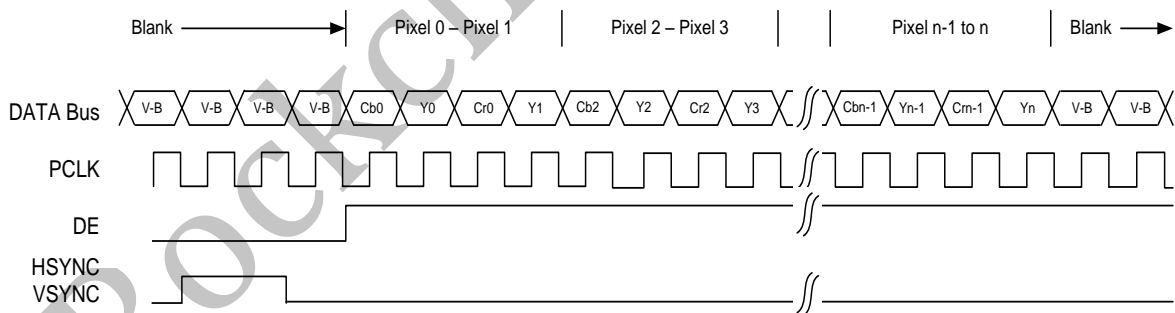 Blank Pixel 0 – Pixel 1 Pixel 2 – Pixel 3 Pixel n-1 to n Blank
DATA Bus V-B V-B V-B V-B Cb0 Y0 Cr0 Y1 Cb2 Y2 Cr2 Y3 Cbn-1 Yn-1 Crn-1 Yn V-B V-B
PCLK
DE
HSYNC
VSYNC
Rockch